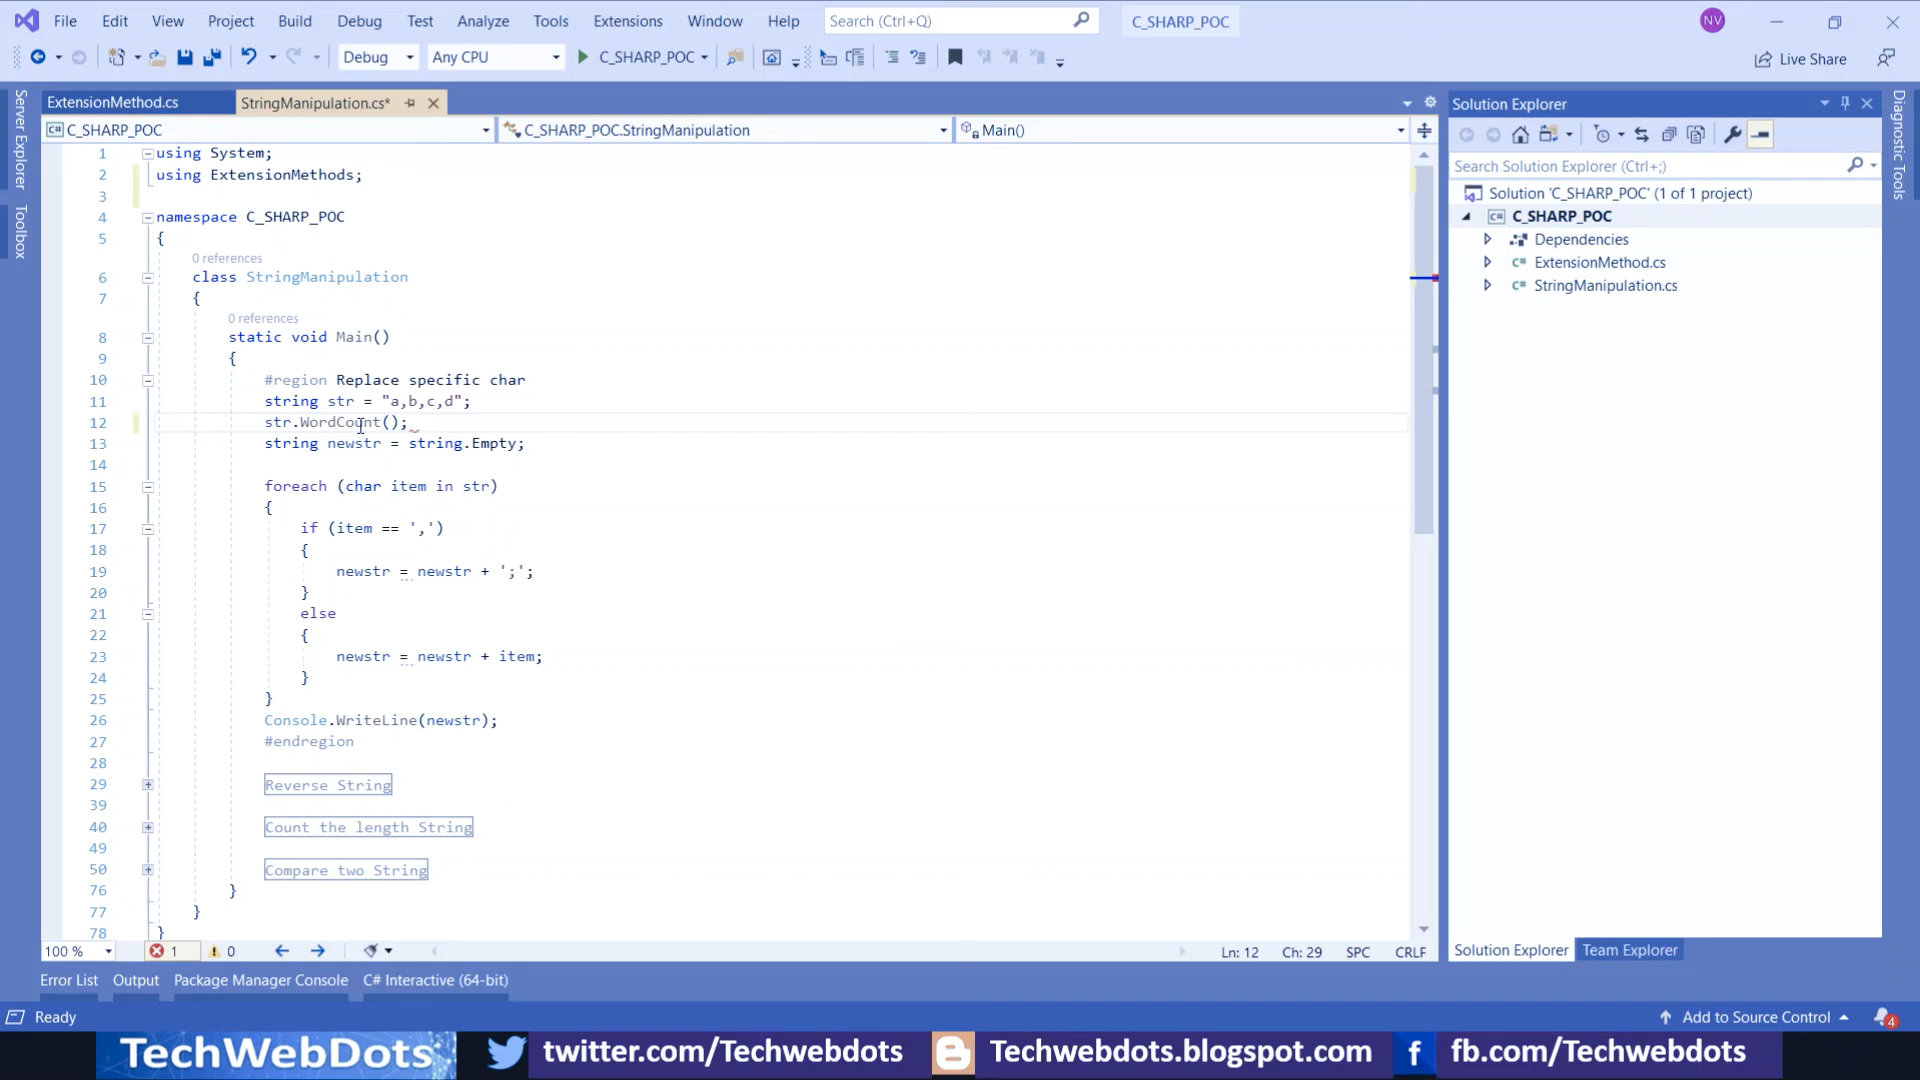 File Edit View Project Build Debug Test Analyze Tools Extensions Window Help Search (Ctrl+Q) C_SHARP_POC NV
Debug Any CPU C_SHARP_POC Live Share
Server Explorer
Toolbox
ExtensionMethod.cs StringManipulation.cs*
C# C_SHARP_POC C_SHARP_POC.StringManipulation Main()
1 using System;
2 using ExtensionMethods;
3
4 namespace C_SHARP_POC
5 {
0 references
6 class StringManipulation
7 {
0 references
8 static void Main()
9 {
10 #region Replace specific char
11 string str = "a,b,c,d";
12 str.WordCount();
13 string newstr = string.Empty;
14
15 foreach (char item in str)
16 {
17 if (item == ',')
18 {
19 newstr = newstr + ';';
20 }
21 else
22 {
23 newstr = newstr + item;
24 }
25 }
26 Console.WriteLine(newstr);
27 #endregion
28
29 Reverse String
39
40 Count the length String
49
50 Compare two String
76 }
77 }
78 }
100 % 1 0 Ln: 12 Ch: 29 SPC CRLF
Solution Explorer
Search Solution Explorer (Ctrl+;)
Solution 'C_SHARP_POC' (1 of 1 project)
C# C_SHARP_POC
Dependencies
C# ExtensionMethod.cs
C# StringManipulation.cs
Solution Explorer Team Explorer
Diagnostic Tools
Error List Output Package Manager Console C# Interactive (64-bit)
Ready Add to Source Control 4
TechWebDots twitter.com/Techwebdots Techwebdots.blogspot.com f fb.com/Techwebdots